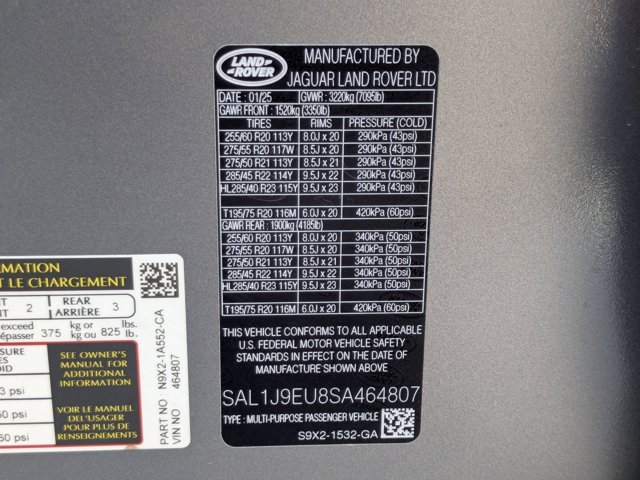 LAND ROVER
MANUFACTURED BY
JAGUAR LAND ROVER LTD
DATE : 01/25 GVWR : 3220kg (7095lb)
GAWR FRONT : 1520kg (3350lb)
TIRES RIMS PRESSURE (COLD)
255/60 R20 113Y 8.0J x 20 290kPa (43psi)
275/55 R20 117W 8.5J x 20 290kPa (43psi)
275/50 R21 113Y 8.5J x 21 290kPa (43psi)
285/45 R22 114Y 9.5J x 22 290kPa (43psi)
HL285/40 R23 115Y 9.5J x 23 290kPa (43psi)
T195/75 R20 116M 6.0J x 20 420kPa (60psi)
GAWR REAR : 1900kg (4185lb)
255/60 R20 113Y 8.0J x 20 340kPa (50psi)
275/55 R20 117W 8.5J x 20 340kPa (50psi)
275/50 R21 113Y 8.5J x 21 340kPa (50psi)
285/45 R22 114Y 9.5J x 22 340kPa (50psi)
HL285/40 R23 115Y 9.5J x 23 340kPa (50psi)
T195/75 R20 116M 6.0J x 20 420kPa (60psi)
THIS VEHICLE CONFORMS TO ALL APPLICABLE
U.S. FEDERAL MOTOR VEHICLE SAFETY
STANDARDS IN EFFECT ON THE DATE OF
MANUFACTURE SHOWN ABOVE
SAL1J9EU8SA464807
TYPE : MULTI-PURPOSE PASSENGER VEHICLE
S9X2-1532-GA
ORMATION
T LE CHARGEMENT
2 REAR ARRIÈRE 3
exceed
dépasser 375 kg or kg ou 825 lbs. lb.
SEE OWNER'S
MANUAL FOR
ADDITIONAL
INFORMATION
VOIR LE MANUEL
DEL'USAGER
POUR PLUS DE
RENSEIGNEMENTS
3 psi
50 psi
60 psi
PART NO N9X2-1A552-CA
VIN NO : 464807